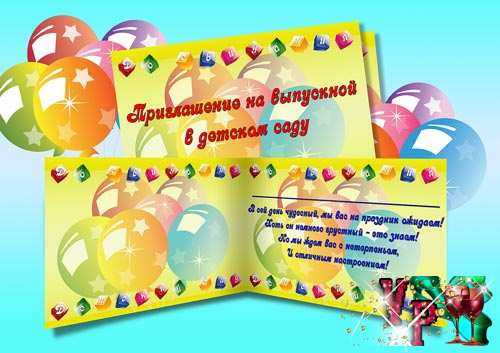 Приглашение на выпускной
в детском саду
В сей день чудесный, мы вас на праздник ожидаем!
Хоть он немного грустный - это знаем!
Но мы ждем вас с нетерпеньем,
И отличным настроением!